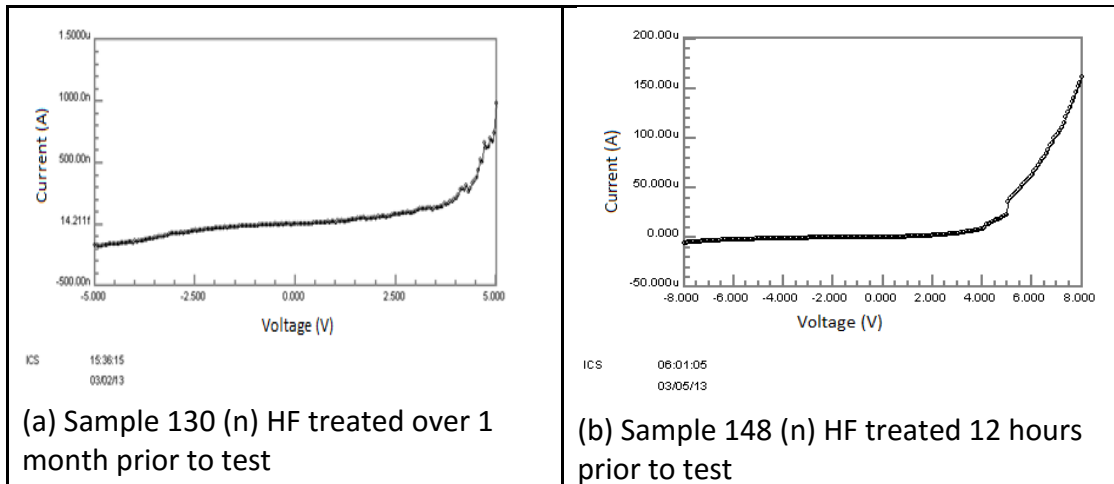 1.5000u
1000.0n
500.00n
14.211f
-500.00n
Current (A)
-5.000 -2.500 0.000 2.500 5.000
Voltage (V)
ICS 15:36:15
03/02/13
(a) Sample 130 (n) HF treated over 1
month prior to test
200.00u
150.00u
100.00u
50.000u
0.000
-50.000u
Current (A)
-8.000 -6.000 -4.000 -2.000 0.000 2.000 4.000 6.000 8.000
Voltage (V)
ICS 06:01:05
03/05/13
(b) Sample 148 (n) HF treated 12 hours
prior to test